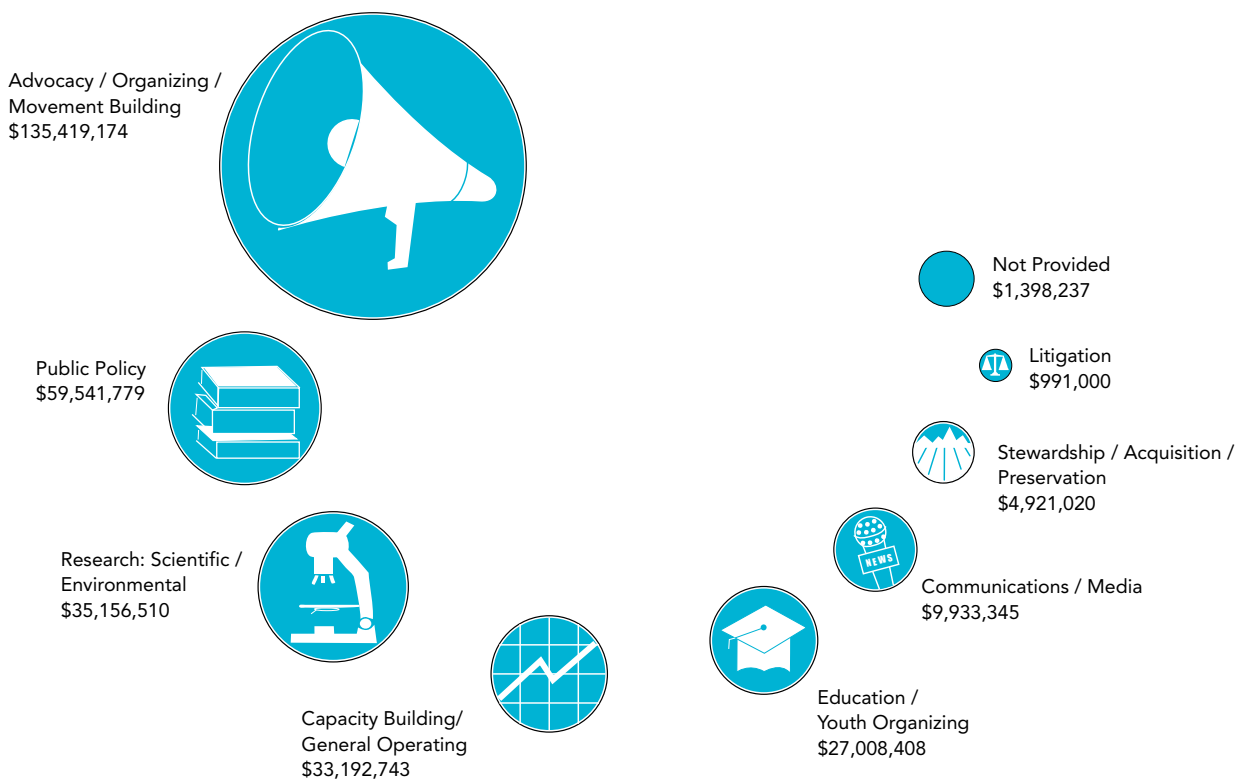 Advocacy / Organizing /
Movement Building
$135,419,174
Public Policy
$59,541,779
Research: Scientific /
Environmental
$35,156,510
Capacity Building/
General Operating
$33,192,743
Education /
Youth Organizing
$27,008,408
NEWS
Communications / Media
$9,933,345
Stewardship / Acquisition /
Preservation
$4,921,020
Litigation
$991,000
Not Provided
$1,398,237